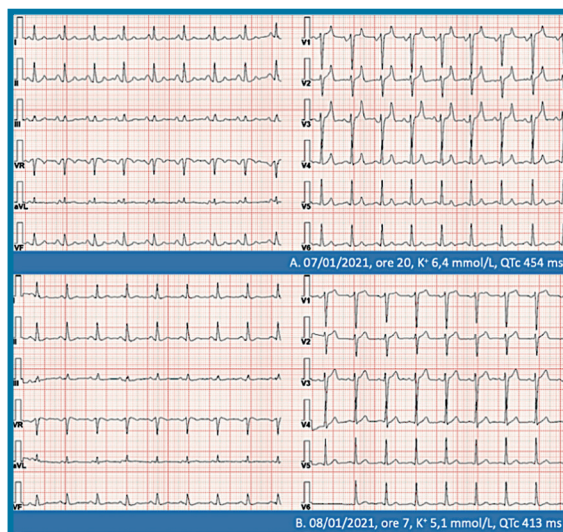 I
V1
II
V2
III
V3
VR
V4
aVL
V5
VF
V6
A. 07/01/2021, ore 20, K⁺ 6,4 mmol/L, QTc 454 ms
I
V1
II
V2
III
V3
VR
V4
aVL
V5
VF
V6
B. 08/01/2021, ore 7, K⁺ 5,1 mmol/L, QTc 413 ms